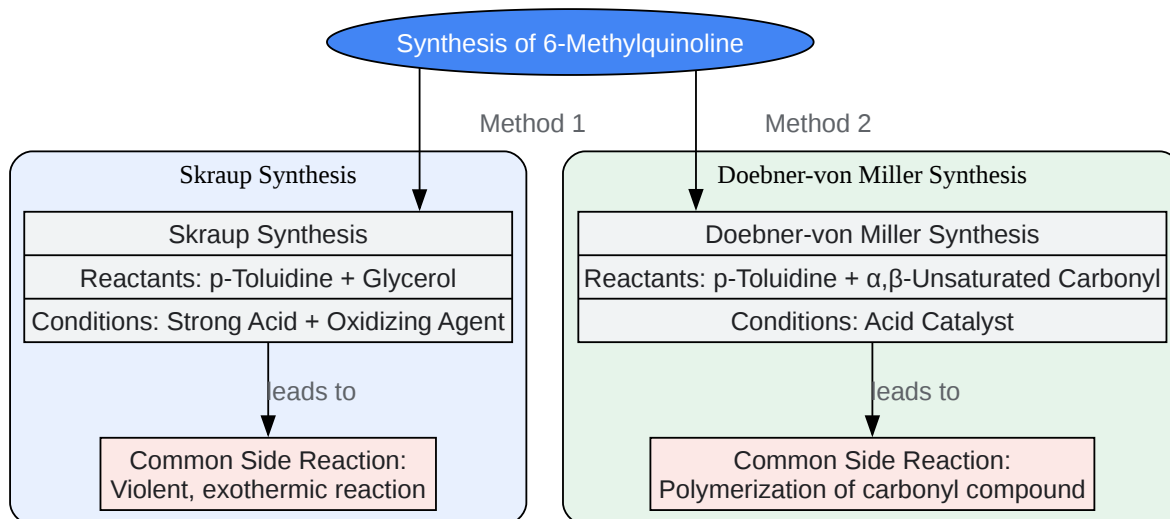 Synthesis of 6-Methylquinoline
Method 1
Method 2
Skraup Synthesis
Skraup Synthesis
Reactants: p-Toluidine + Glycerol
Conditions: Strong Acid + Oxidizing Agent
leads to
Common Side Reaction:
Violent, exothermic reaction
Doebner-von Miller Synthesis
Doebner-von Miller Synthesis
Reactants: p-Toluidine + α,β-Unsaturated Carbonyl
Conditions: Acid Catalyst
leads to
Common Side Reaction:
Polymerization of carbonyl compound